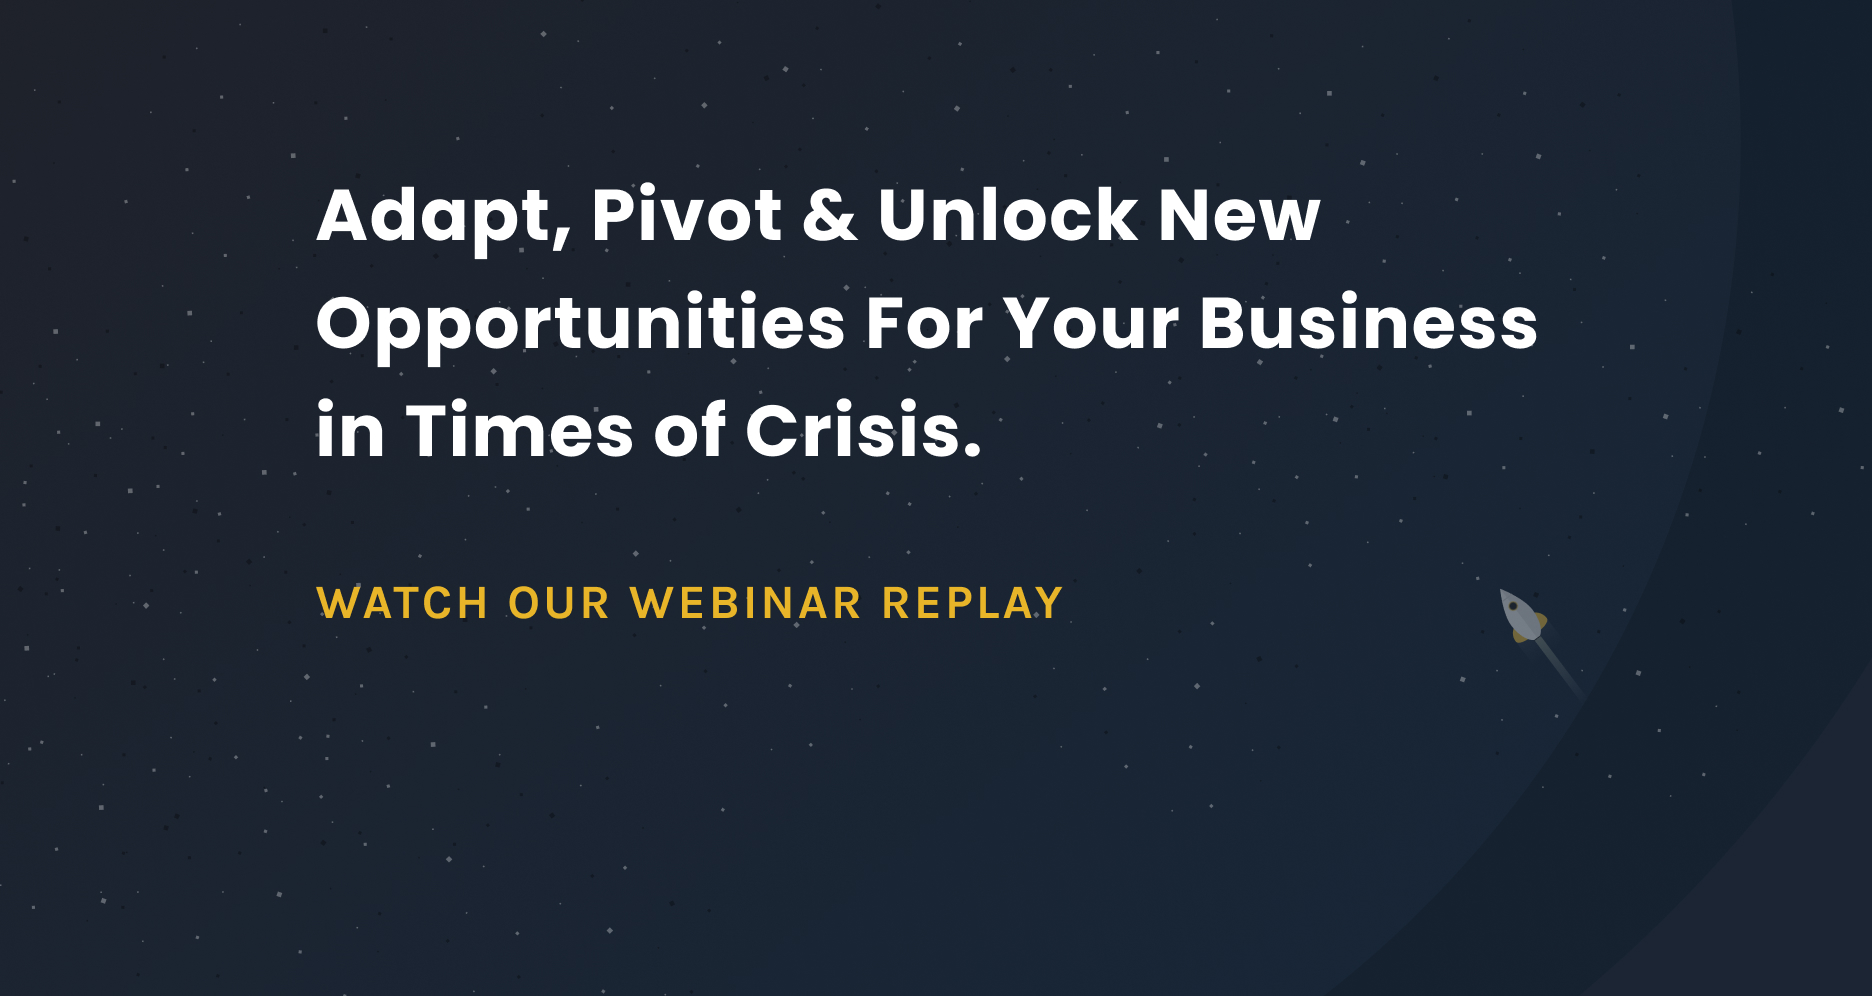 Adapt, Pivot & Unlock New
Opportunities For Your Business
in Times of Crisis.
WATCH OUR WEBINAR REPLAY